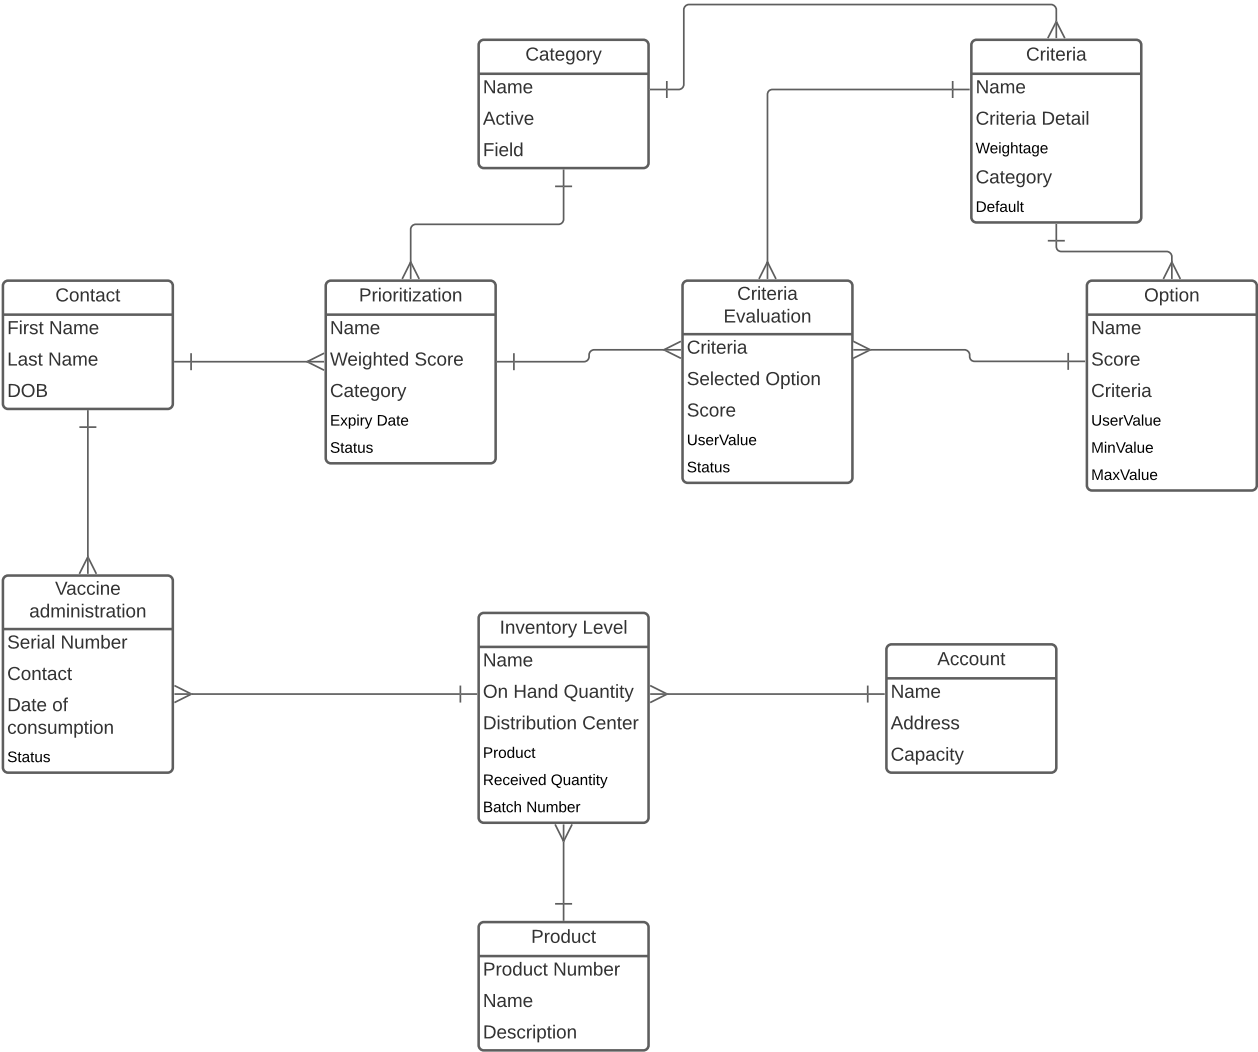 Category
Name
Active
Field
Criteria
Name
Criteria Detail
Weightage
Category
Default
Contact
First Name
Last Name
DOB
Prioritization
Name
Weighted Score
Category
Expiry Date
Status
Criteria
Evaluation
Criteria
Selected Option
Score
UserValue
Status
Option
Name
Score
Criteria
UserValue
MinValue
MaxValue
Vaccine
administration
Serial Number
Contact
Date of
consumption
Status
Inventory Level
Name
On Hand Quantity
Distribution Center
Product
Received Quantity
Batch Number
Account
Name
Address
Capacity
Product
Product Number
Name
Description